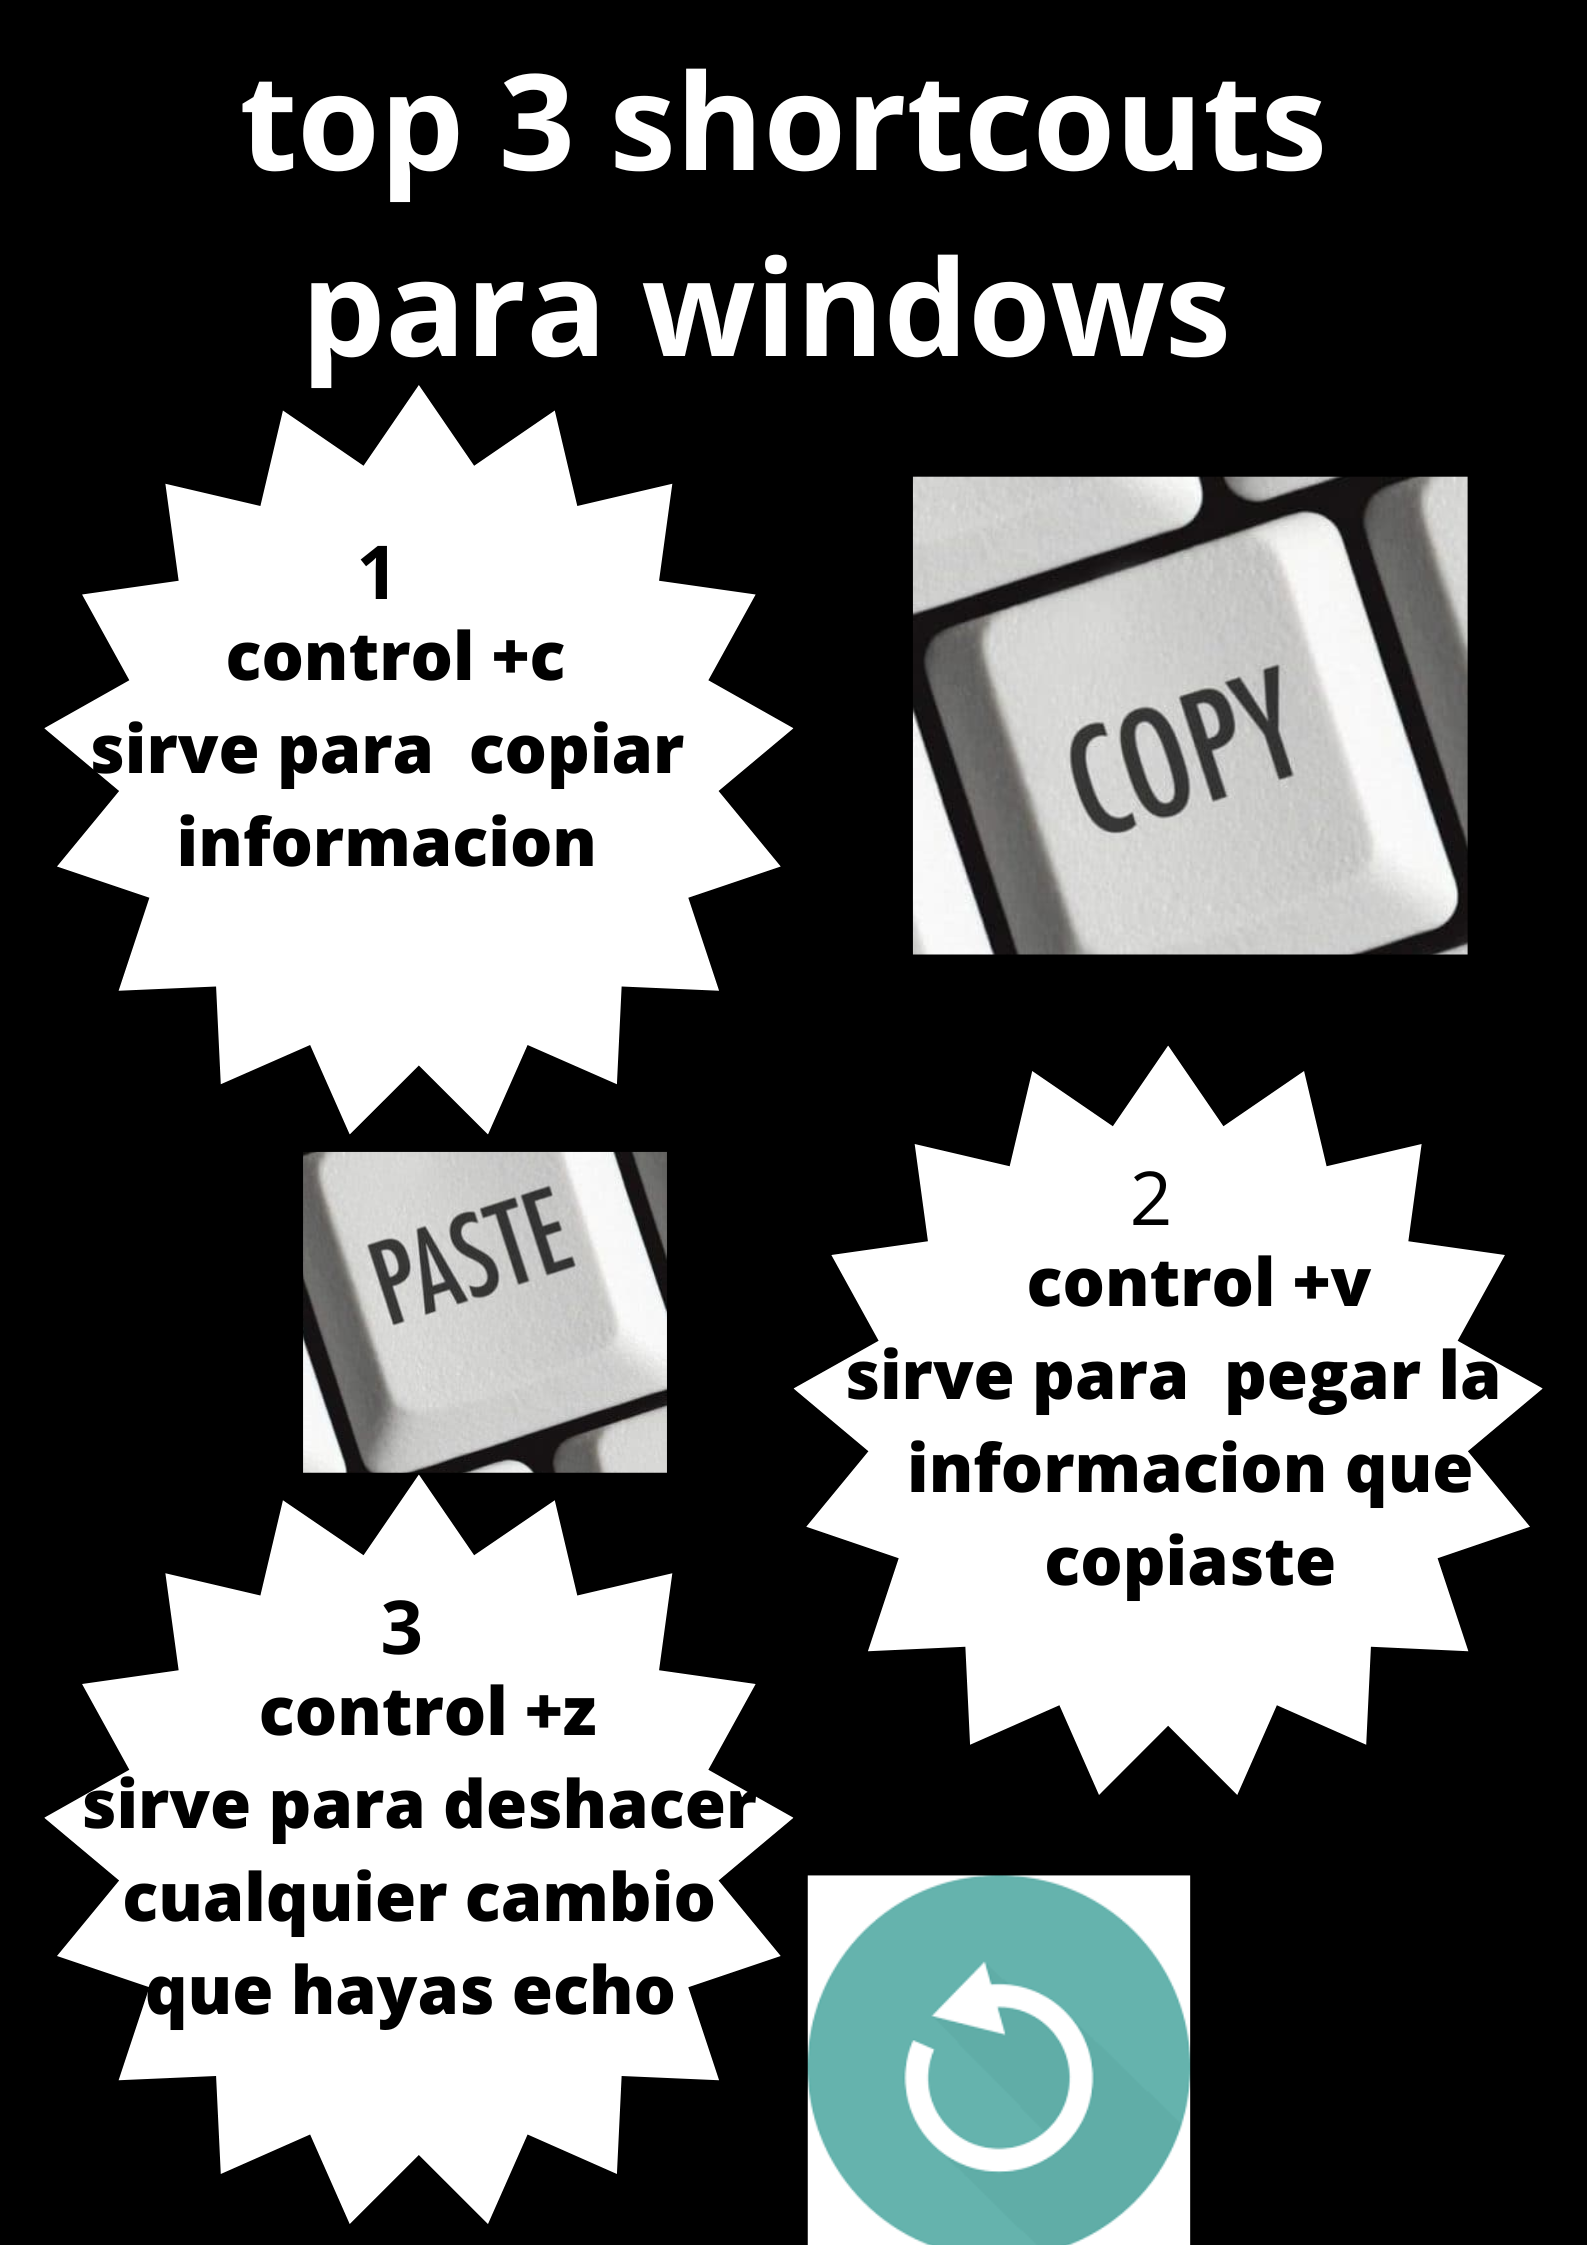 top 3 shortcouts
para windows
1
control +c
sirve para  copiar
informacion
COPY
PASTE
2
control +v
sirve para  pegar la
informacion que
copiaste
3
control +z
sirve para deshacer
cualquier cambio
que hayas echo